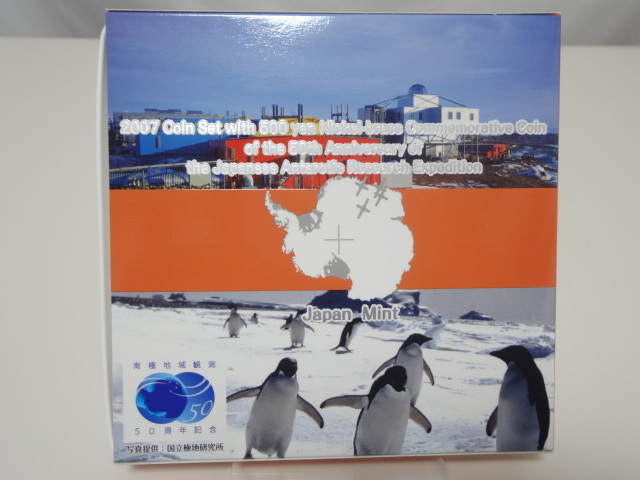 2007 Coin Set with 500 yen Nickel-brass Commemorative Coin
of the 50th Anniversary of
the Japanese Antarctic Research Expedition
Japan Mint
南極地域観測
50
50周年記念
写真提供：国立極地研究所